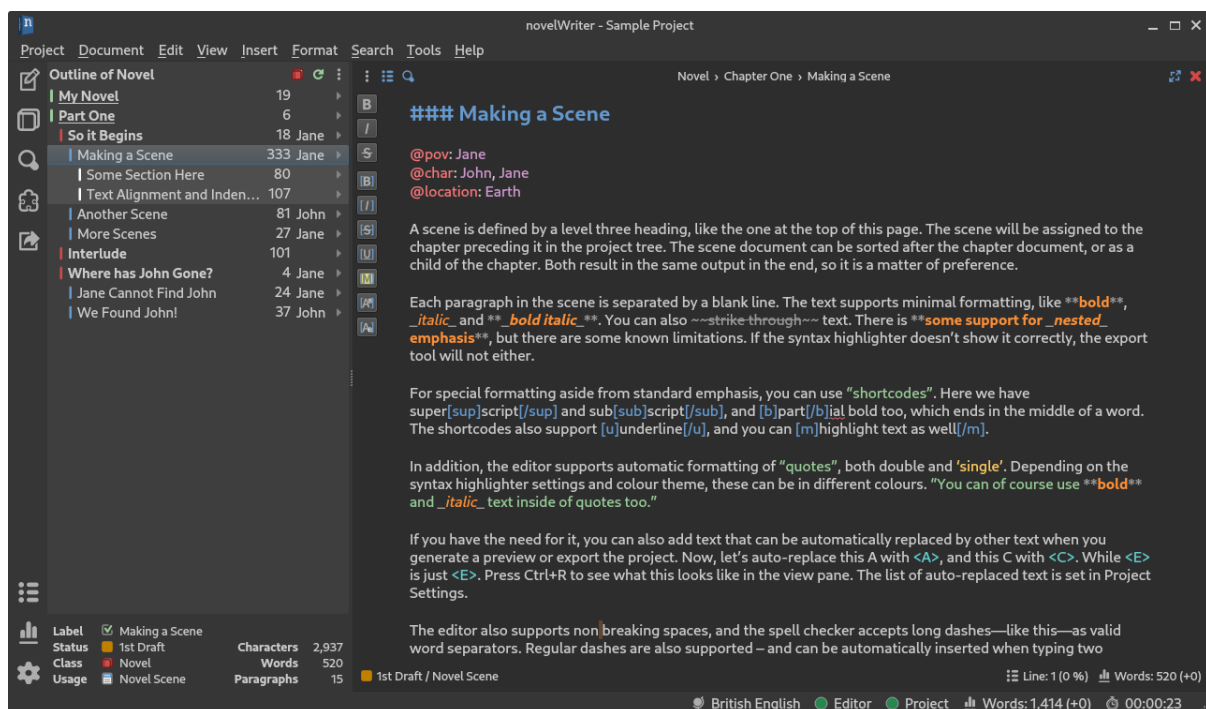 novelWriter - Sample Project
Project Document Edit View Insert Format Search Tools Help
Outline of Novel
My Novel 19
Part One 6
So it Begins 18 Jane
Making a Scene 333 Jane
Some Section Here 80
Text Alignment and Inden... 107
Another Scene 81 John
More Scenes 27 Jane
Interlude 101
Where has John Gone? 4 Jane
Jane Cannot Find John 24 Jane
We Found John! 37 John
Label Making a Scene
Status 1st Draft Characters 2,937
Class Novel Words 520
Usage Novel Scene Paragraphs 15
Novel › Chapter One › Making a Scene
B
I
S
[B]
[I]
[S]
[U]
[M]
### Making a Scene
@pov: Jane
@char: John, Jane
@location: Earth
A scene is defined by a level three heading, like the one at the top of this page. The scene will be assigned to the
chapter preceding it in the project tree. The scene document can be sorted after the chapter document, or as a
child of the chapter. Both result in the same output in the end, so it is a matter of preference.
Each paragraph in the scene is separated by a blank line. The text supports minimal formatting, like **bold**,
_italic_ and **_bold italic_**. You can also ~~strike through~~ text. There is **some support for _nested_
emphasis**, but there are some known limitations. If the syntax highlighter doesn’t show it correctly, the export
tool will not either.
For special formatting aside from standard emphasis, you can use “shortcodes”. Here we have
super[sup]script[/sup] and sub[sub]script[/sub], and [b]part[/b]ial bold too, which ends in the middle of a word.
The shortcodes also support [u]underline[/u], and you can [m]highlight text as well[/m].
In addition, the editor supports automatic formatting of “quotes”, both double and ‘single’. Depending on the
syntax highlighter settings and colour theme, these can be in different colours. “You can of course use **bold**
and _italic_ text inside of quotes too.”
If you have the need for it, you can also add text that can be automatically replaced by other text when you
generate a preview or export the project. Now, let’s auto-replace this A with <A>, and this C with <C>. While <E>
is just <E>. Press Ctrl+R to see what this looks like in the view pane. The list of auto-replaced text is set in Project
Settings.
The editor also supports non breaking spaces, and the spell checker accepts long dashes—like this—as valid
word separators. Regular dashes are also supported – and can be automatically inserted when typing two
1st Draft / Novel Scene
Line: 1 (0 %) Words: 520 (+0)
British English Editor Project Words: 1,414 (+0) 00:00:23